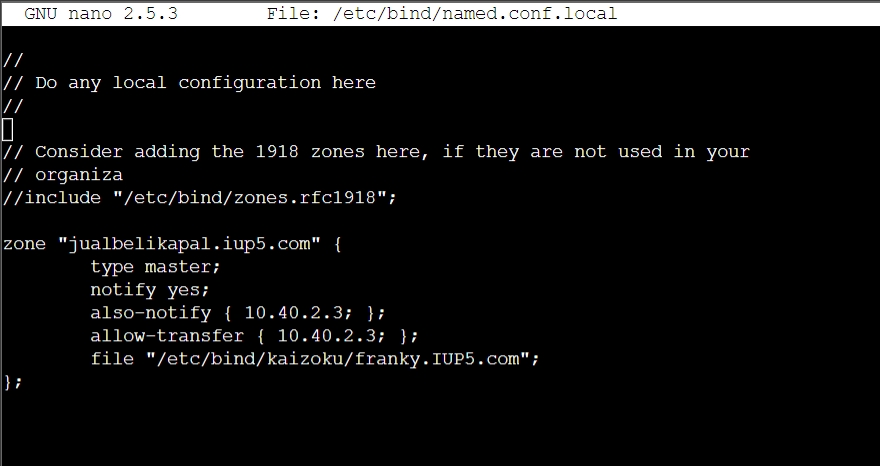 GNU nano 2.5.3 File: /etc/bind/named.conf.local
//
// Do any local configuration here
//
// Consider adding the 1918 zones here, if they are not used in your
// organiza
//include "/etc/bind/zones.rfc1918";
zone "jualbelikapal.iup5.com" {
type master;
notify yes;
also-notify { 10.40.2.3; };
allow-transfer { 10.40.2.3; };
file "/etc/bind/kaizoku/franky.IUP5.com";
};